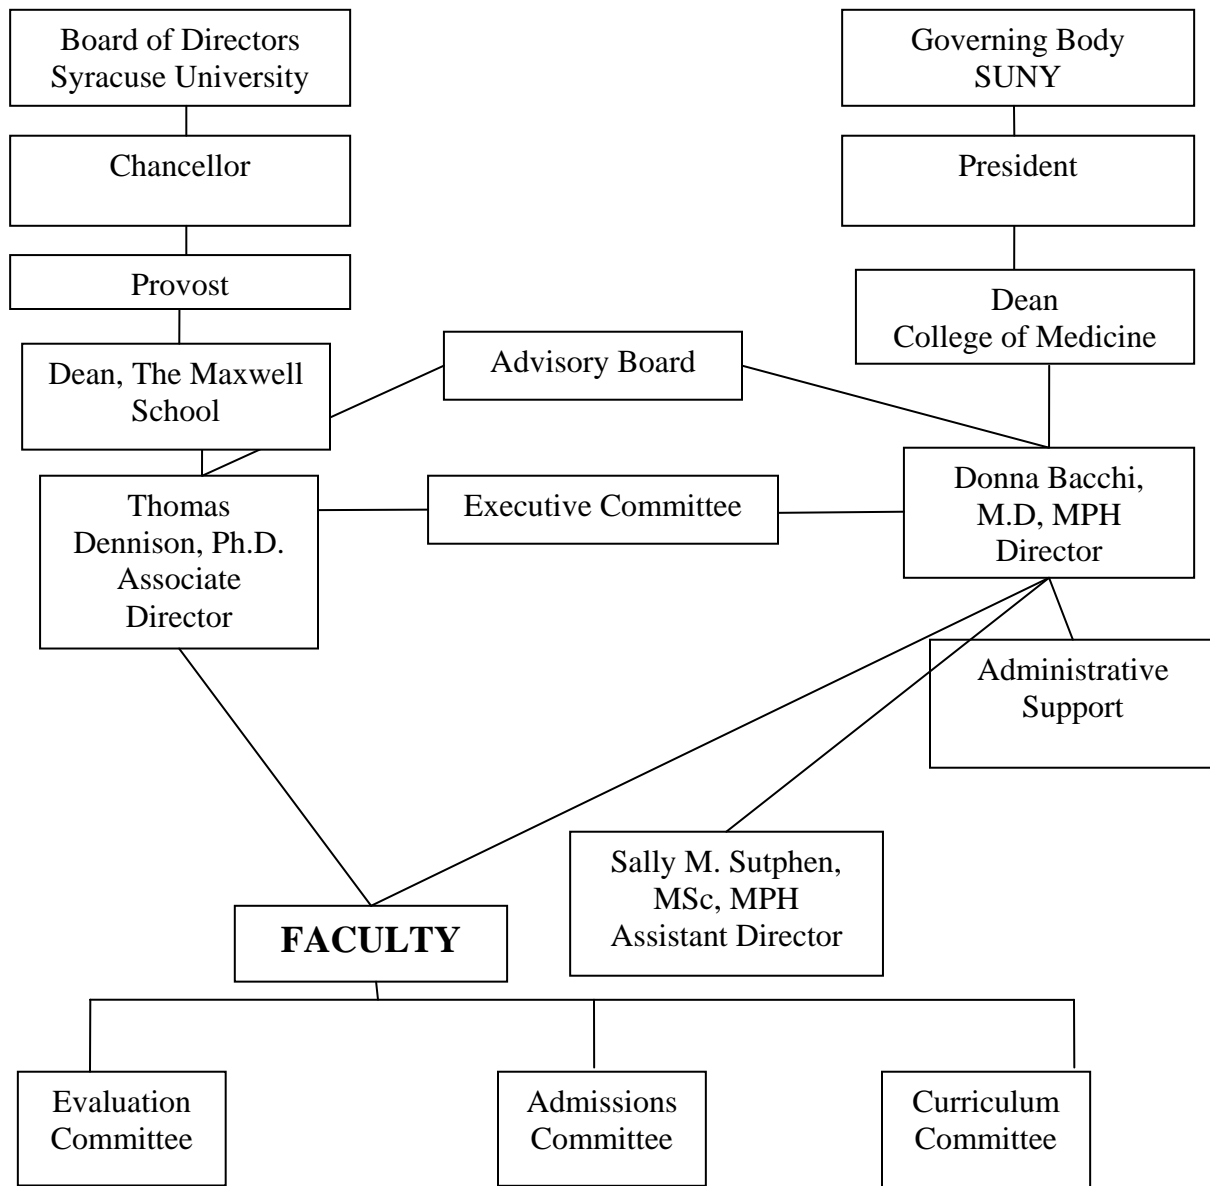 Board of Directors
Syracuse University
Governing Body
SUNY
Chancellor
President
Provost
Dean
College of Medicine
Advisory Board
Dean, The Maxwell
School
Thomas
Dennison, Ph.D.
Associate
Director
Executive Committee
Donna Bacchi,
M.D, MPH
Director
Administrative
Support
Sally M. Sutphen,
MSc, MPH
Assistant Director
FACULTY
Evaluation
Committee
Admissions
Committee
Curriculum
Committee